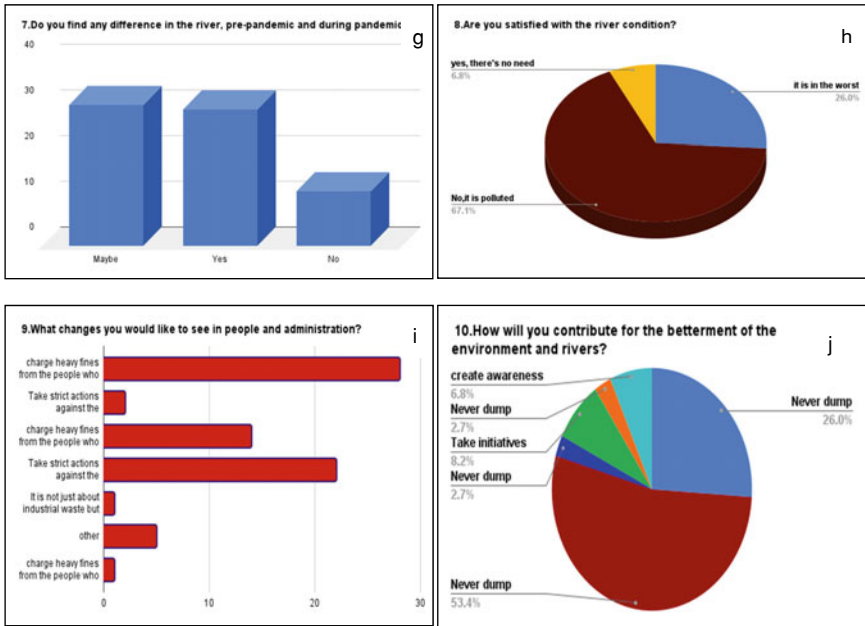 7.Do you find any difference in the river, pre-pandemic and during pandemic
g
40
30
20
10
0
Maybe
Yes
No
8.Are you satisfied with the river condition?
h
yes, there's no need
6.8%
it is in the worst
26.0%
No,it is polluted
67.1%
9.What changes you would like to see in people and administration?
i
charge heavy fines
from the people who
Take strict actions
against the
charge heavy fines
from the people who
Take strict actions
against the
It is not just about
industrial waste but
other
charge heavy fines
from the people who
0
10
20
30
10.How will you contribute for the betterment of the
environment and rivers?
j
create awareness
6.8%
Never dump
2.7%
Take initiatives
8.2%
Never dump
2.7%
Never dump
26.0%
Never dump
53.4%